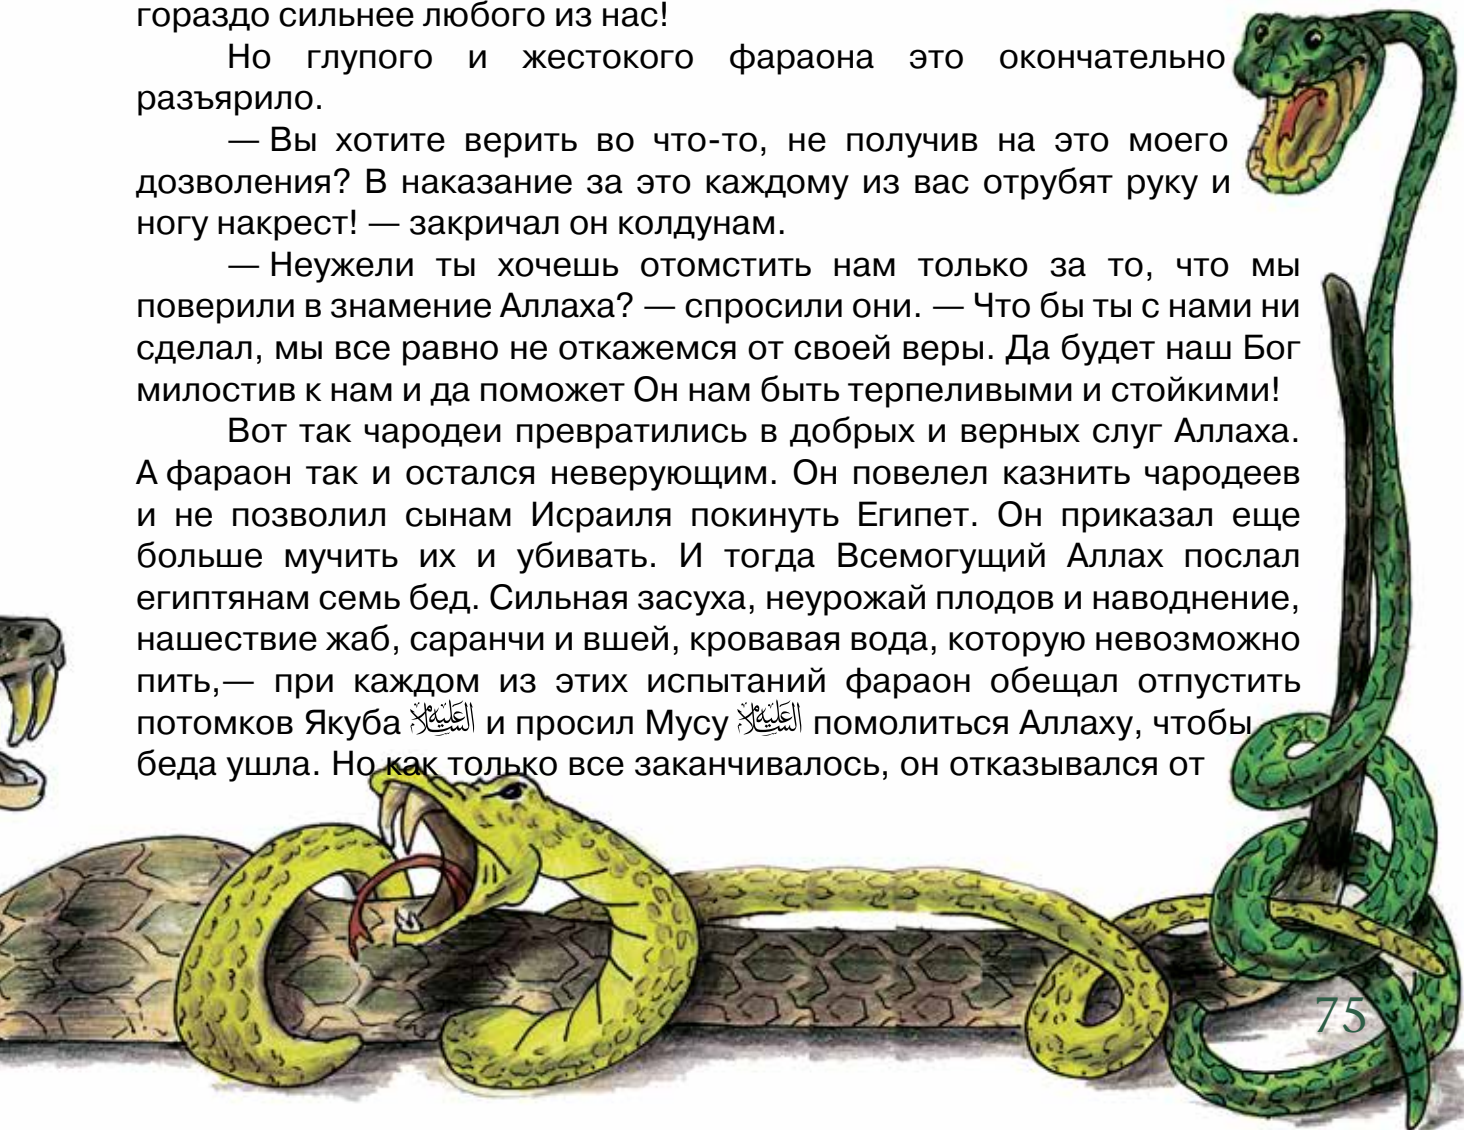 гораздо сильнее любого из нас!
Но глупого и жестокого фараона это окончательно
разъярило.
— Вы хотите верить во что-то, не получив на это моего
дозволения? В наказание за это каждому из вас отрубят руку и
ногу накрест! — закричал он колдунам.
— Неужели ты хочешь отомстить нам только за то, что мы
поверили в знамение Аллаха? — спросили они. — Что бы ты с нами ни
сделал, мы все равно не откажемся от своей веры. Да будет наш Бог
милостив к нам и да поможет Он нам быть терпеливыми и стойкими!
Вот так чародеи превратились в добрых и верных слуг Аллаха.
А фараон так и остался неверующим. Он повелел казнить чародеев
и не позволил сынам Исраиля покинуть Египет. Он приказал еще
больше мучить их и убивать. И тогда Всемогущий Аллах послал
египтянам семь бед. Сильная засуха, неурожай плодов и наводнение,
нашествие жаб, саранчи и вшей, кровавая вода, которую невозможно
пить,— при каждом из этих испытаний фараон обещал отпустить
потомков Якуба عليه السلام и просил Мусу عليه السلام помолиться Аллаху, чтобы
беда ушла. Но как только все заканчивалось, он отказывался от
75